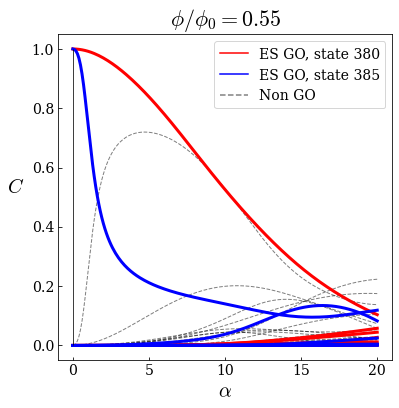 ϕ/ϕ₀ = 0.55
ES GO, state 380
ES GO, state 385
Non GO
1.0
0.8
0.6
0.4
0.2
0.0
C
0 5 10 15 20
α